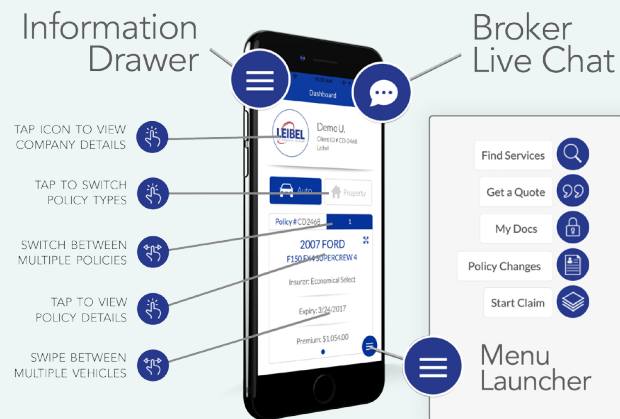 Information
Drawer
Broker
Live Chat
TAP ICON TO VIEW
COMPANY DETAILS
TAP TO SWITCH
POLICY TYPES
SWITCH BETWEEN
MULTIPLE POLICIES
TAP TO VIEW
POLICY DETAILS
SWIPE BETWEEN
MULTIPLE VEHICLES
Dashboard
LEIBEL
Demo U.
Client ID # CD-2468
Leibel
Auto
Property
Policy # CD2468
1
2007 FORD
F150 FX4 SUPERCREW 4
Insuror: Economical Select
Expiry: 3/24/2017
Premium: $1,054.00
Find Services
Get a Quote
My Docs
Policy Changes
Start Claim
Menu
Launcher